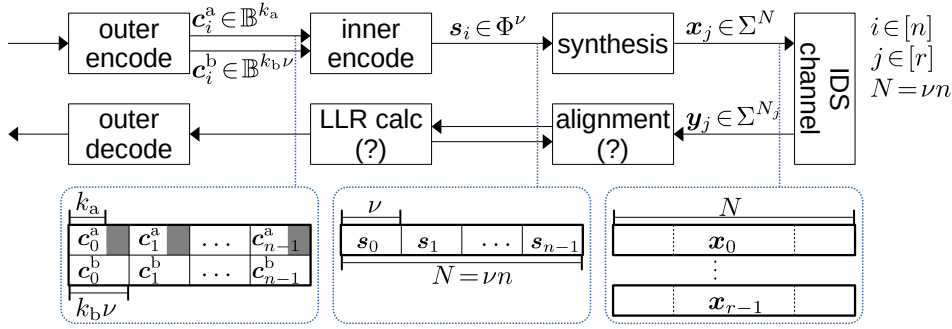 outer encode
c_i^a ∈ 𝔹^{k_a}
c_i^b ∈ 𝔹^{k_b ν}
inner encode
s_i ∈ Φ^ν
synthesis
x_j ∈ Σ^N
IDS channel
i ∈ [n]
j ∈ [r]
N = νn
outer decode
LLR calc (?)
alignment (?)
y_j ∈ Σ^{N_j}
k_a
c_0^a c_1^a ... c_{n-1}^a
c_0^b c_1^b ... c_{n-1}^b
k_b ν
ν
s_0 s_1 ... s_{n-1}
N = νn
N
x_0
⋮
x_{r-1}